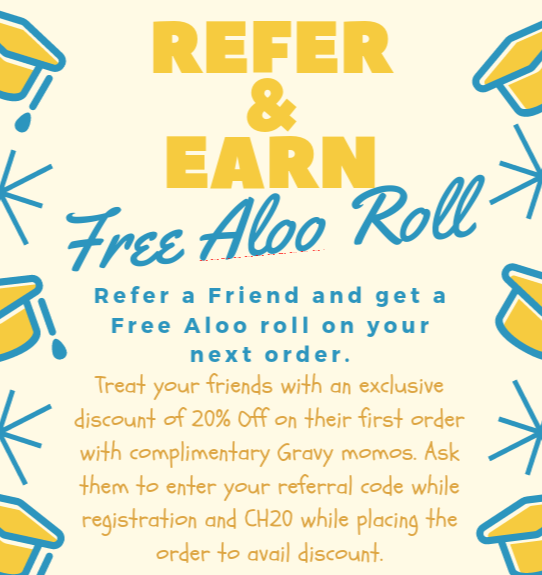 REFER
&
EARN
Free Aloo Roll
Refer a Friend and get a
Free Aloo roll on your
next order.
Treat your friends with an exclusive
discount of 20% Off on their first order
with complimentary Gravy momos. Ask
them to enter your referral code while
registration and CH20 while placing the
order to avail discount.